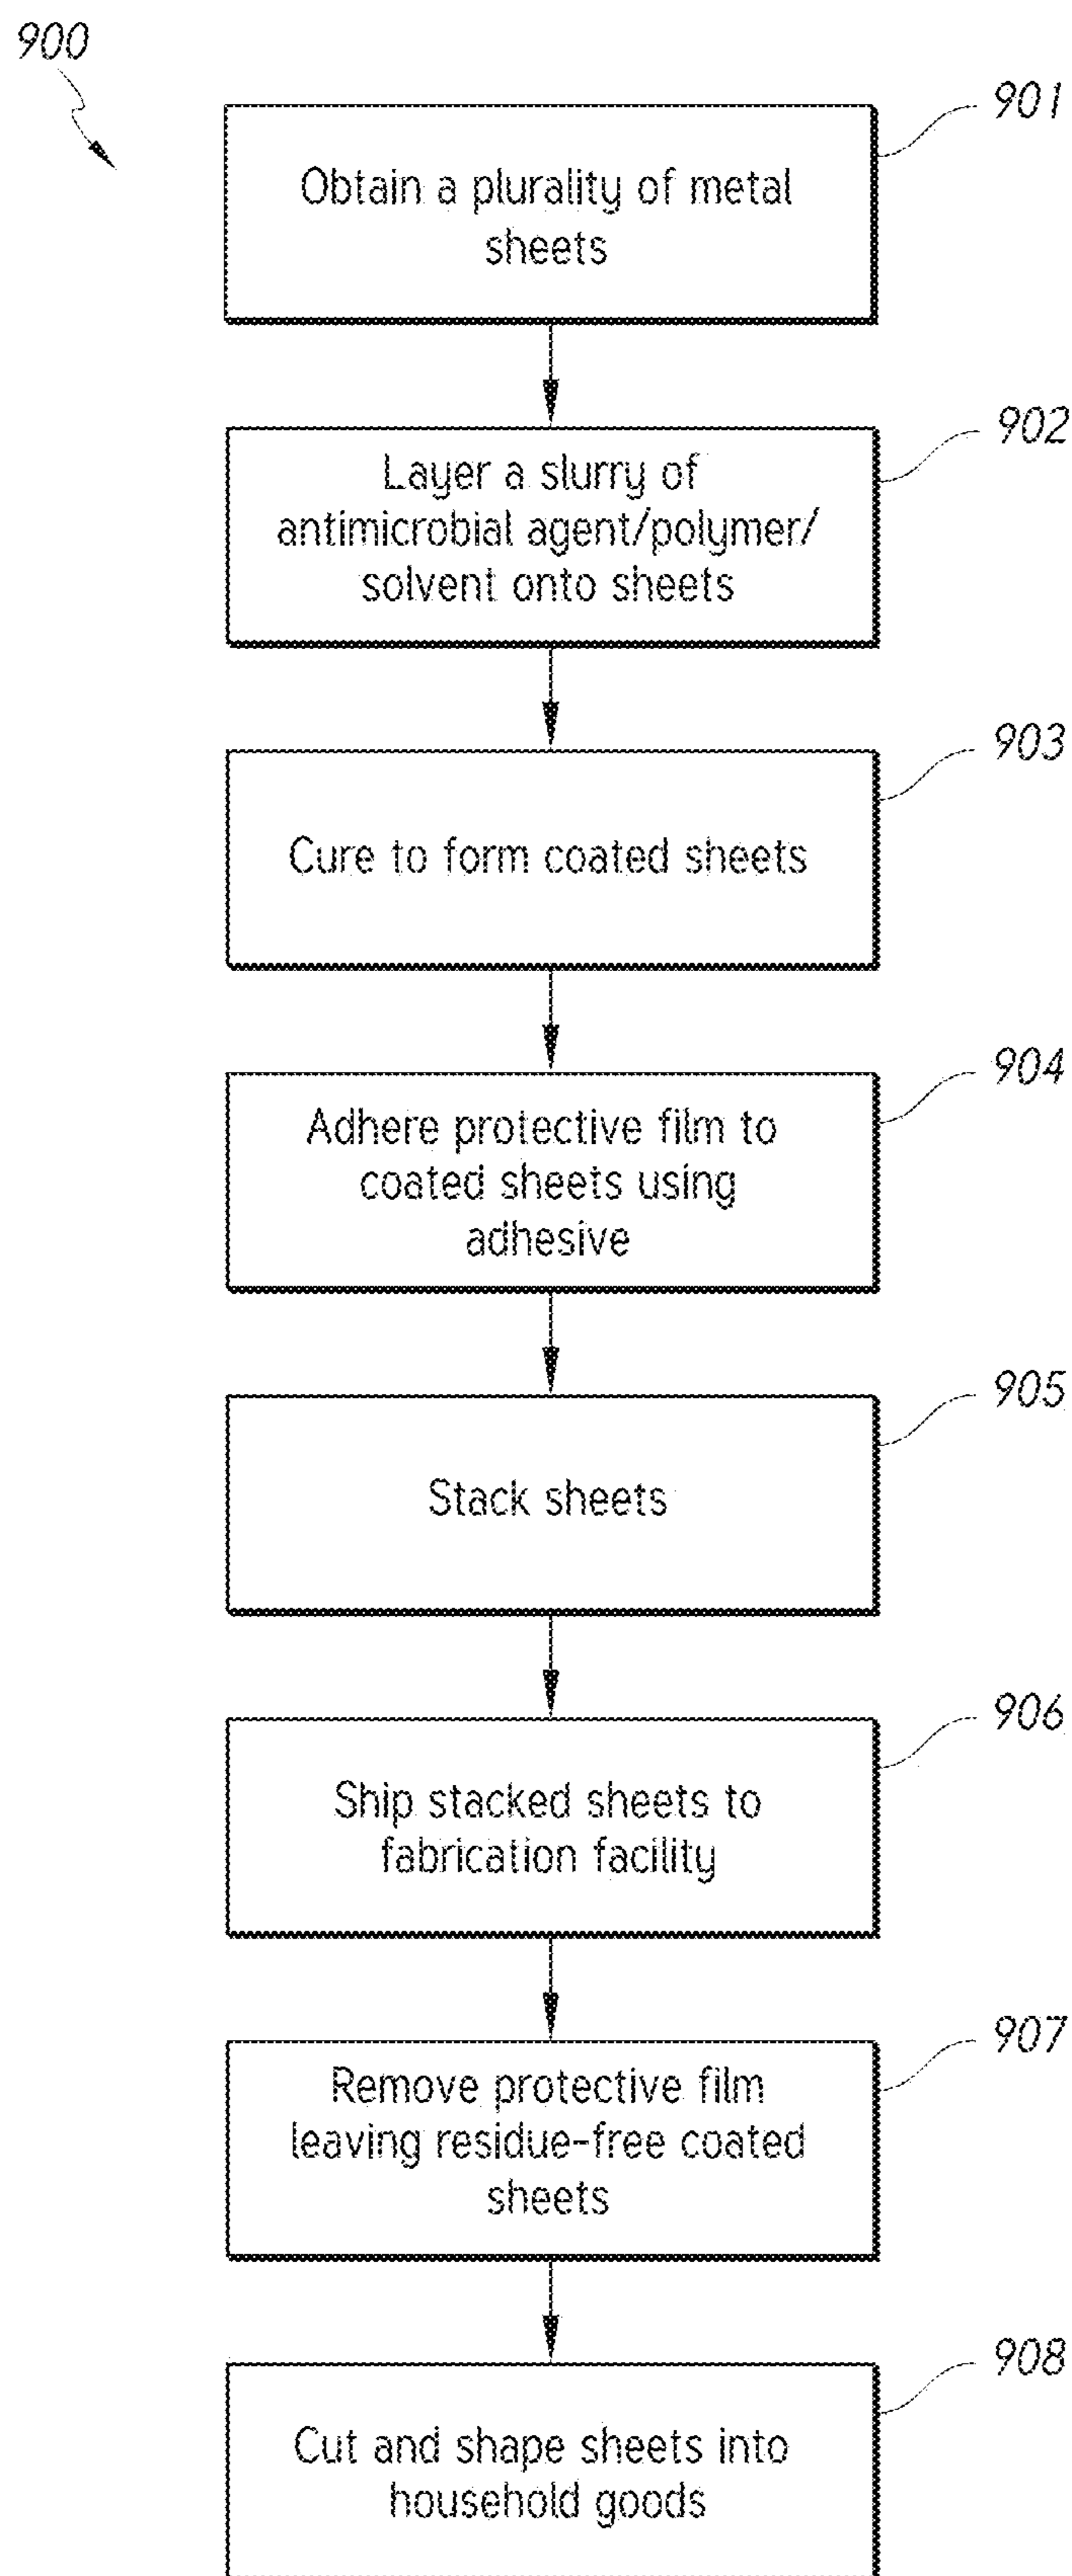 900
901
Obtain a plurality of metal
sheets
902
Layer a slurry of
antimicrobial agent/polymer/
solvent onto sheets
903
Cure to form coated sheets
904
Adhere protective film to
coated sheets using
adhesive
905
Stack sheets
906
Ship stacked sheets to
fabrication facility
907
Remove protective film
leaving residue-free coated
sheets
908
Cut and shape sheets into
household goods